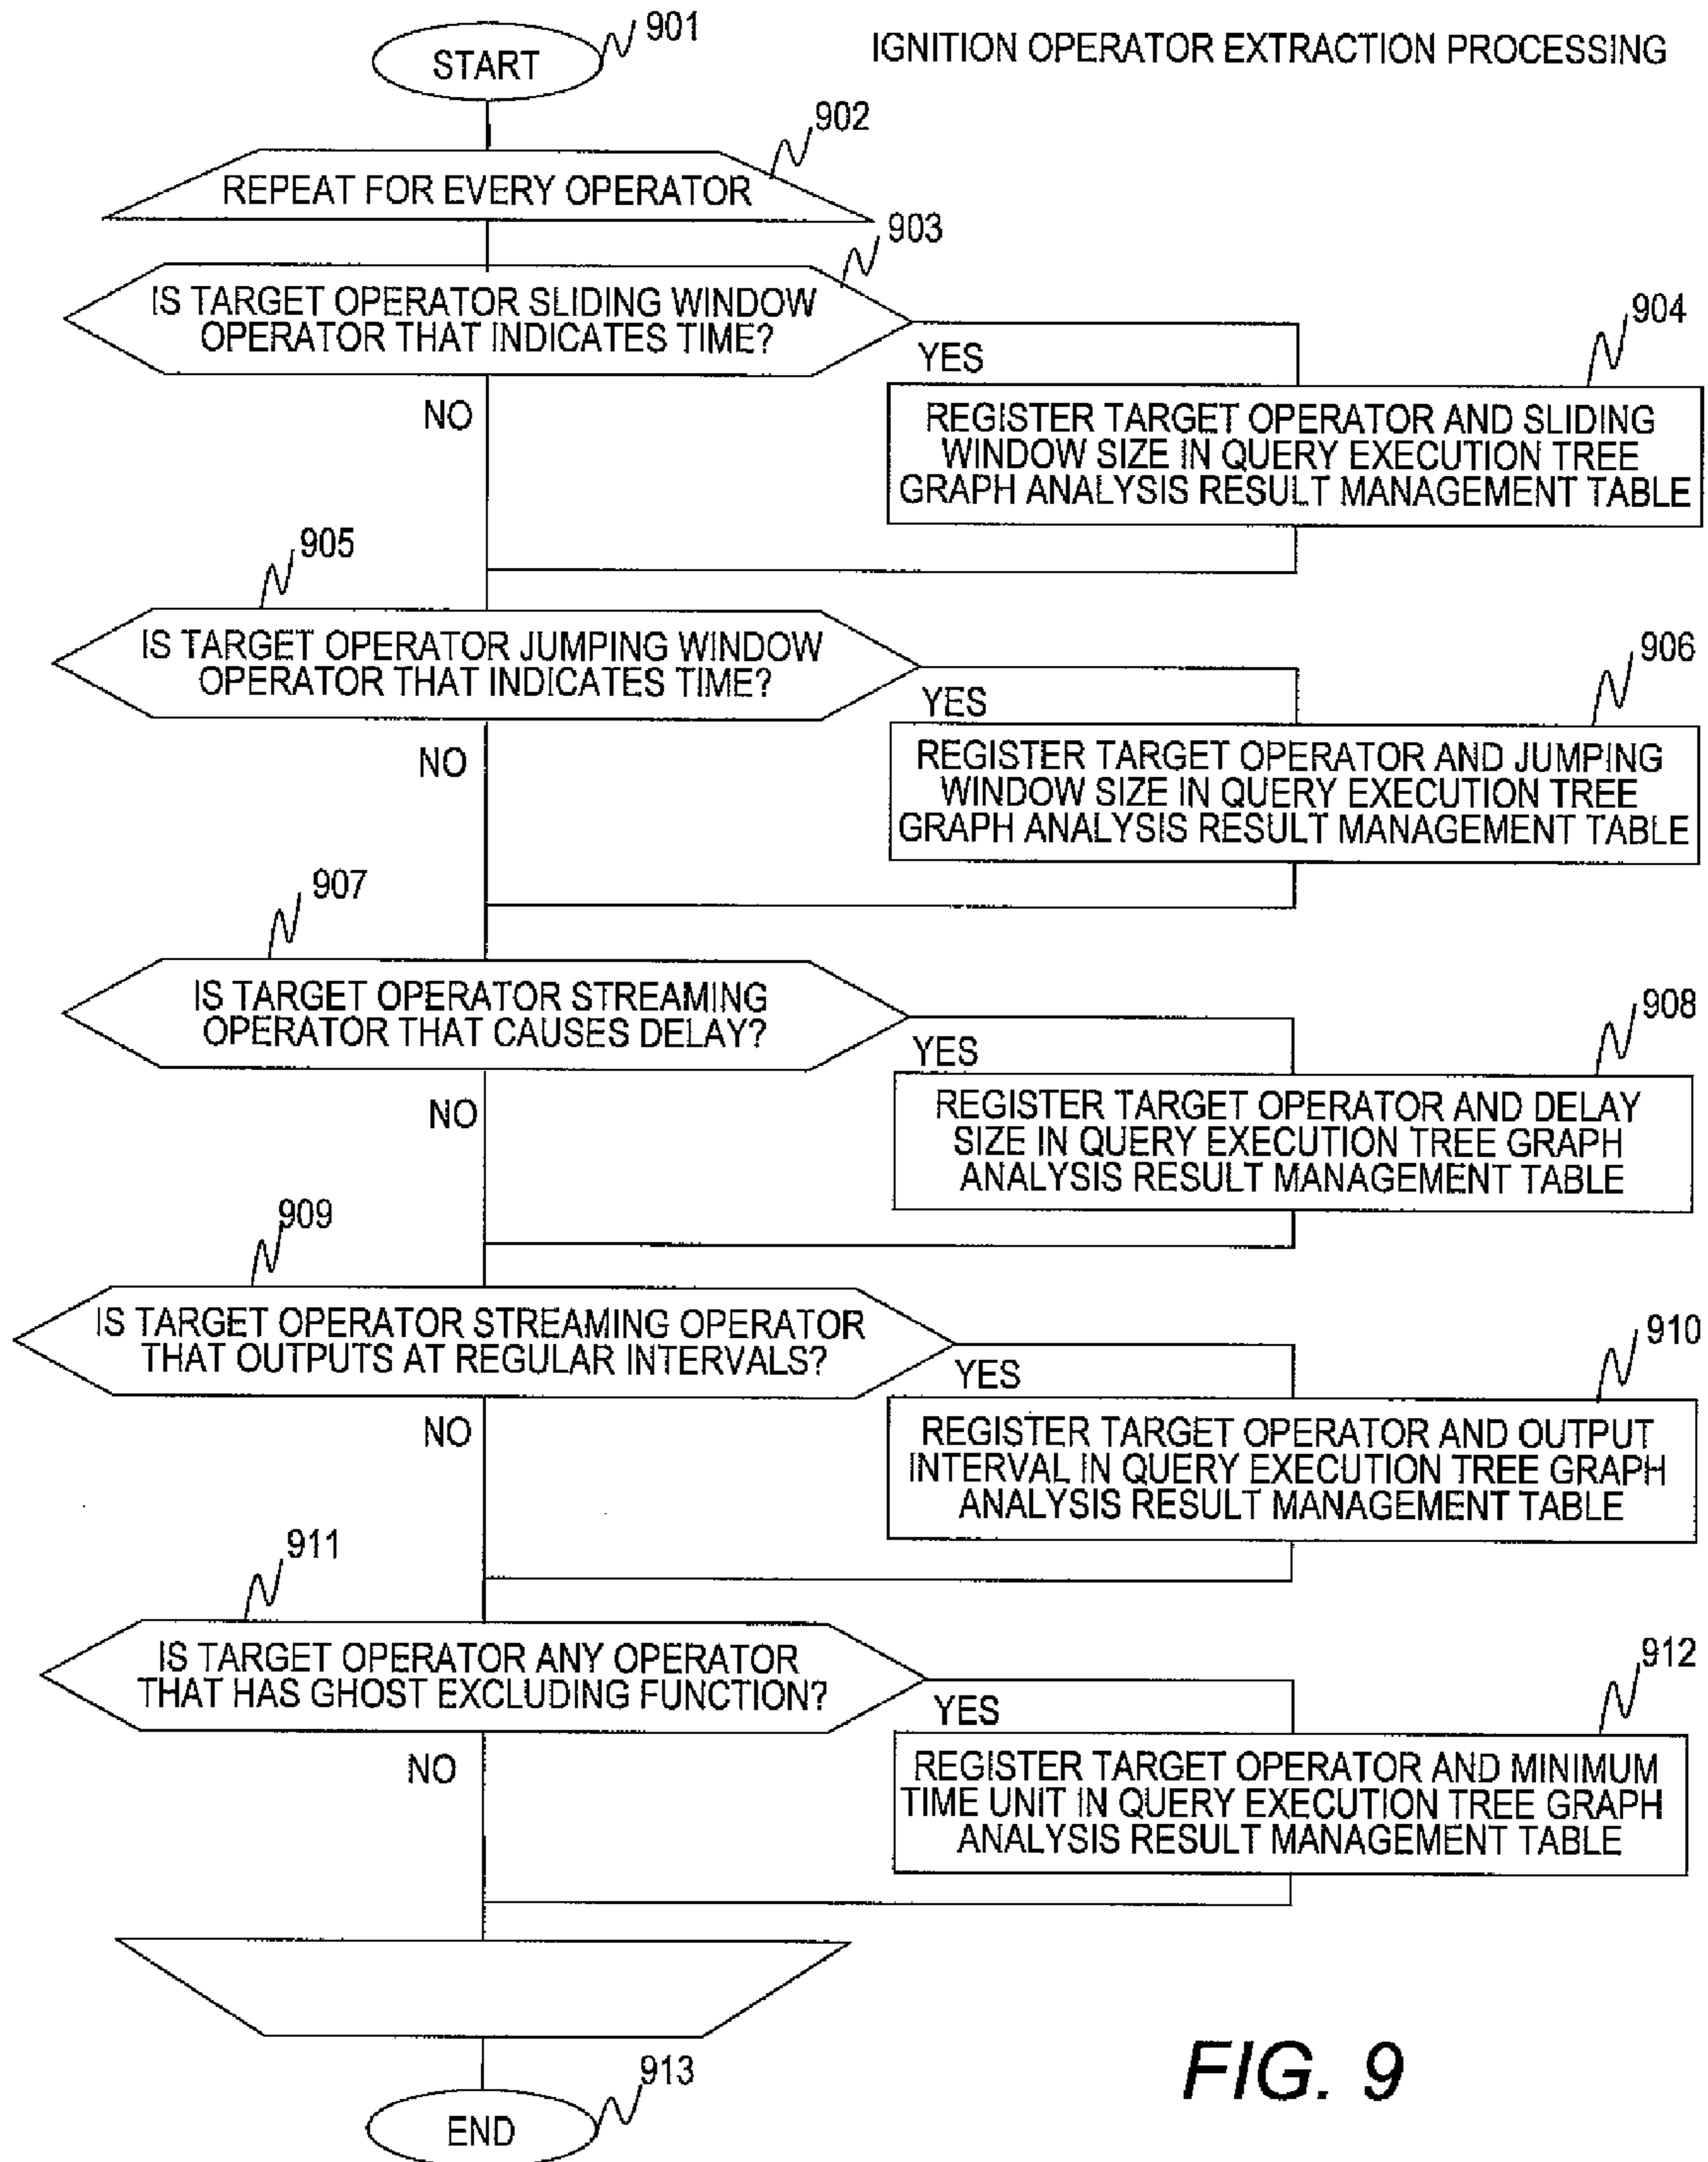 901
START
IGNITION OPERATOR EXTRACTION PROCESSING
902
REPEAT FOR EVERY OPERATOR
903
IS TARGET OPERATOR SLIDING WINDOW
OPERATOR THAT INDICATES TIME?
YES
NO
904
REGISTER TARGET OPERATOR AND SLIDING
WINDOW SIZE IN QUERY EXECUTION TREE
GRAPH ANALYSIS RESULT MANAGEMENT TABLE
905
IS TARGET OPERATOR JUMPING WINDOW
OPERATOR THAT INDICATES TIME?
YES
NO
906
REGISTER TARGET OPERATOR AND JUMPING
WINDOW SIZE IN QUERY EXECUTION TREE
GRAPH ANALYSIS RESULT MANAGEMENT TABLE
907
IS TARGET OPERATOR STREAMING
OPERATOR THAT CAUSES DELAY?
YES
NO
908
REGISTER TARGET OPERATOR AND DELAY
SIZE IN QUERY EXECUTION TREE GRAPH
ANALYSIS RESULT MANAGEMENT TABLE
909
IS TARGET OPERATOR STREAMING OPERATOR
THAT OUTPUTS AT REGULAR INTERVALS?
YES
NO
910
REGISTER TARGET OPERATOR AND OUTPUT
INTERVAL IN QUERY EXECUTION TREE GRAPH
ANALYSIS RESULT MANAGEMENT TABLE
911
IS TARGET OPERATOR ANY OPERATOR
THAT HAS GHOST EXCLUDING FUNCTION?
YES
NO
912
REGISTER TARGET OPERATOR AND MINIMUM
TIME UNIT IN QUERY EXECUTION TREE GRAPH
ANALYSIS RESULT MANAGEMENT TABLE
913
END
FIG. 9